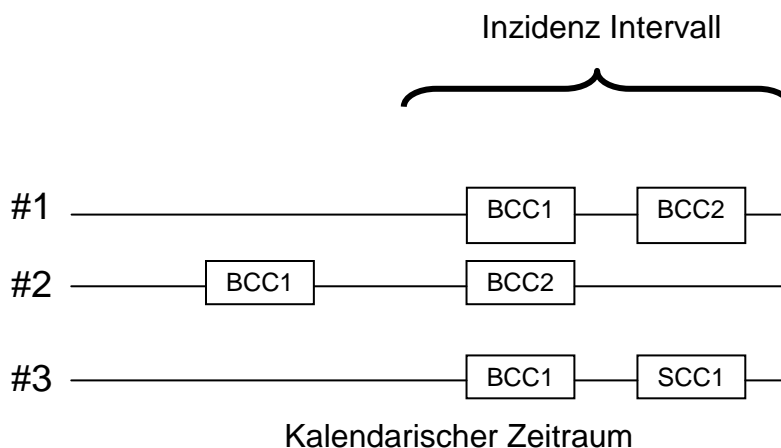 Inzidenz Intervall
#1 BCC1 BCC2
#2 BCC1 BCC2
#3 BCC1 SCC1
Kalendarischer Zeitraum